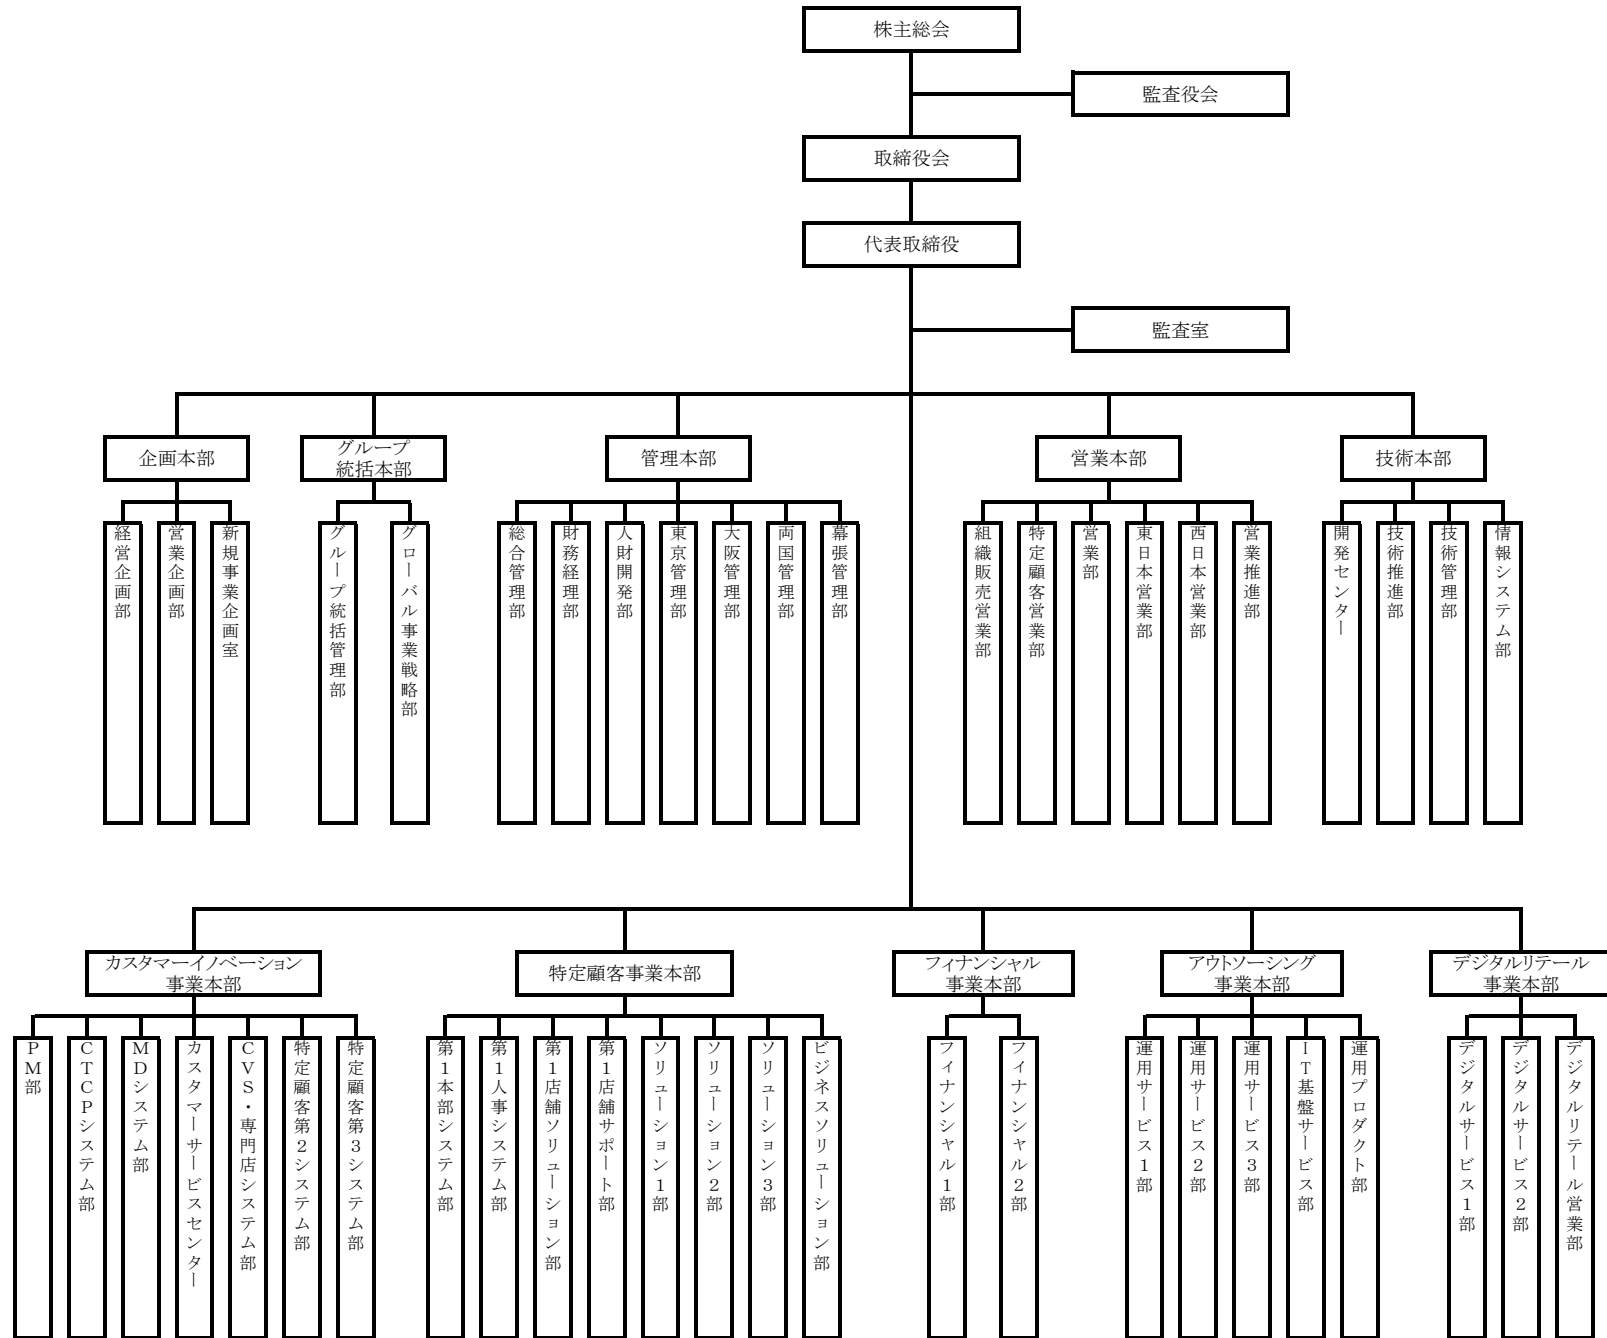 株主総会
監査役会
取締役会
代表取締役
監査室
企画本部
グループ
統括本部
管理本部
営業本部
技術本部
経営企画部
営業企画部
新規事業企画室
グループ統括管理部
グローバル事業戦略部
総合管理部
財務経理部
人財開発部
東京管理部
大阪管理部
両国管理部
幕張管理部
組織販売営業部
特定顧客営業部
営業部
東日本営業部
西日本営業部
営業推進部
開発センター
技術推進部
技術管理部
情報システム部
カスタマーイノベーション
事業本部
特定顧客事業本部
フィナンシャル
事業本部
アウトソーシング
事業本部
デジタルリテール
事業本部
ＰＭ部
ＣＴＣＰシステム部
ＭＤシステム部
カスタマーサービスセンター
ＣＶＳ・専門店システム部
特定顧客第２システム部
特定顧客第３システム部
第１本部システム部
第１人事システム部
第１店舗ソリューション部
第１店舗サポート部
ソリューション１部
ソリューション２部
ソリューション３部
ビジネスソリューション部
フィナンシャル１部
フィナンシャル２部
運用サービス１部
運用サービス２部
運用サービス３部
ＩＴ基盤サービス部
運用プロダクト部
デジタルサービス１部
デジタルサービス２部
デジタルリテール営業部